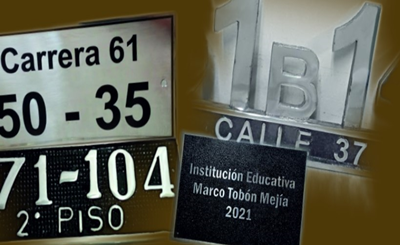 Carrera 61
50 - 35
71-104
2° PISO
1B1
CALLE 37
Institución Educativa
Marco Tobón Mejía
2021